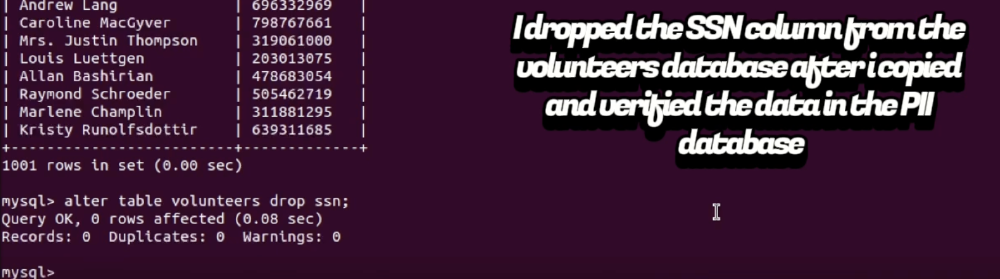 | Andrew Lang             | 696332969   |
| Caroline MacGyver       | 798767661   |
| Mrs. Justin Thompson    | 319061000   |
| Louis Luettgen          | 203013075   |
| Allan Bashirian         | 478683054   |
| Raymond Schroeder       | 505462719   |
| Marlene Champlin        | 311881295   |
| Kristy Runolfsdottir    | 639311685   |
+-------------------------+-------------+
1001 rows in set (0.00 sec)
mysql> alter table volunteers drop ssn;
Query OK, 0 rows affected (0.08 sec)
Records: 0  Duplicates: 0  Warnings: 0
mysql>
I dropped the SSN column from the
volunteers database after i copied
and verified the data in the PII
database